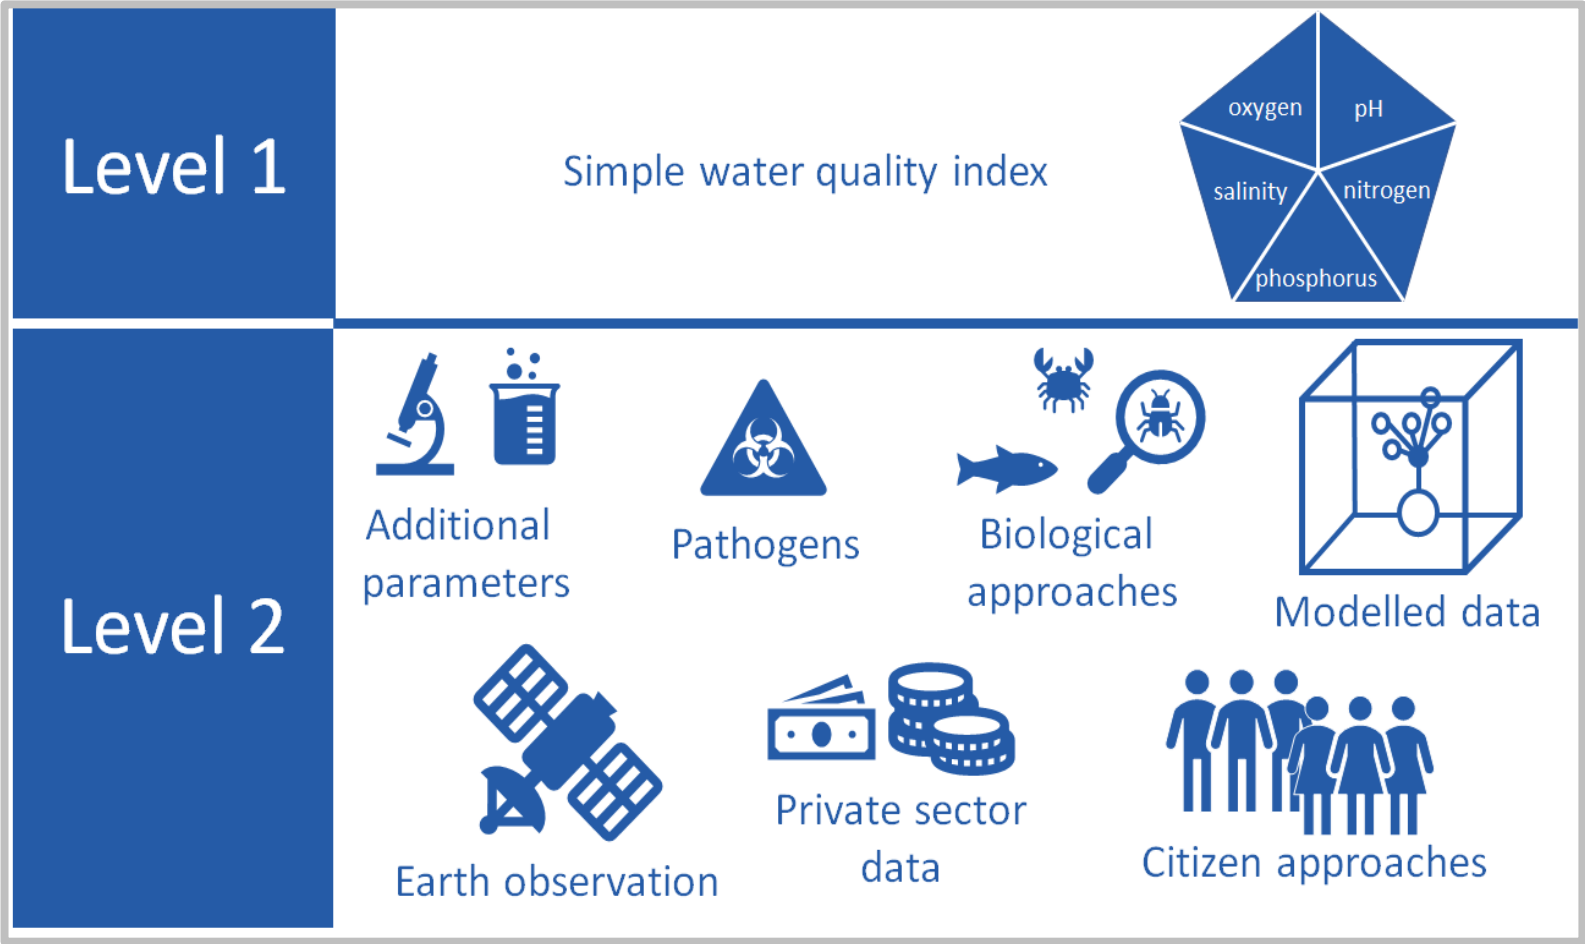 Level 1
Simple water quality index
oxygen
pH
salinity
nitrogen
phosphorus
Level 2
Additional
parameters
Pathogens
Biological
approaches
Modelled data
Earth observation
Private sector
data
Citizen approaches